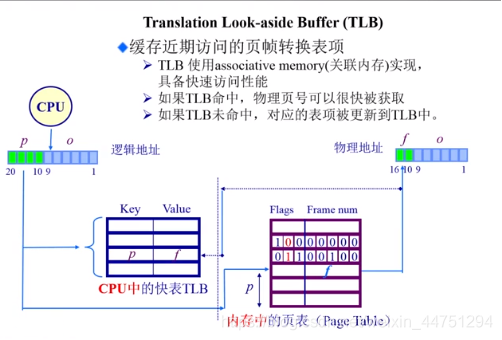 Translation Look-aside Buffer (TLB)
缓存近期访问的页帧转换表项
TLB 使用associative memory(关联内存)实现，
具备快速访问性能
如果TLB命中，物理页号可以很快被获取
如果TLB未命中，对应的表项被更新到TLB中。
CPU
p o
逻辑地址
20 10 9 1
物理地址
f o
16 10 9 1
Key Value
p f
CPU中的快表TLB
Flags Frame num
1 0 0 0 0 0 0 0
0 1 1 0 0 1 0 0
f
p
内存中的页表（Page Table）